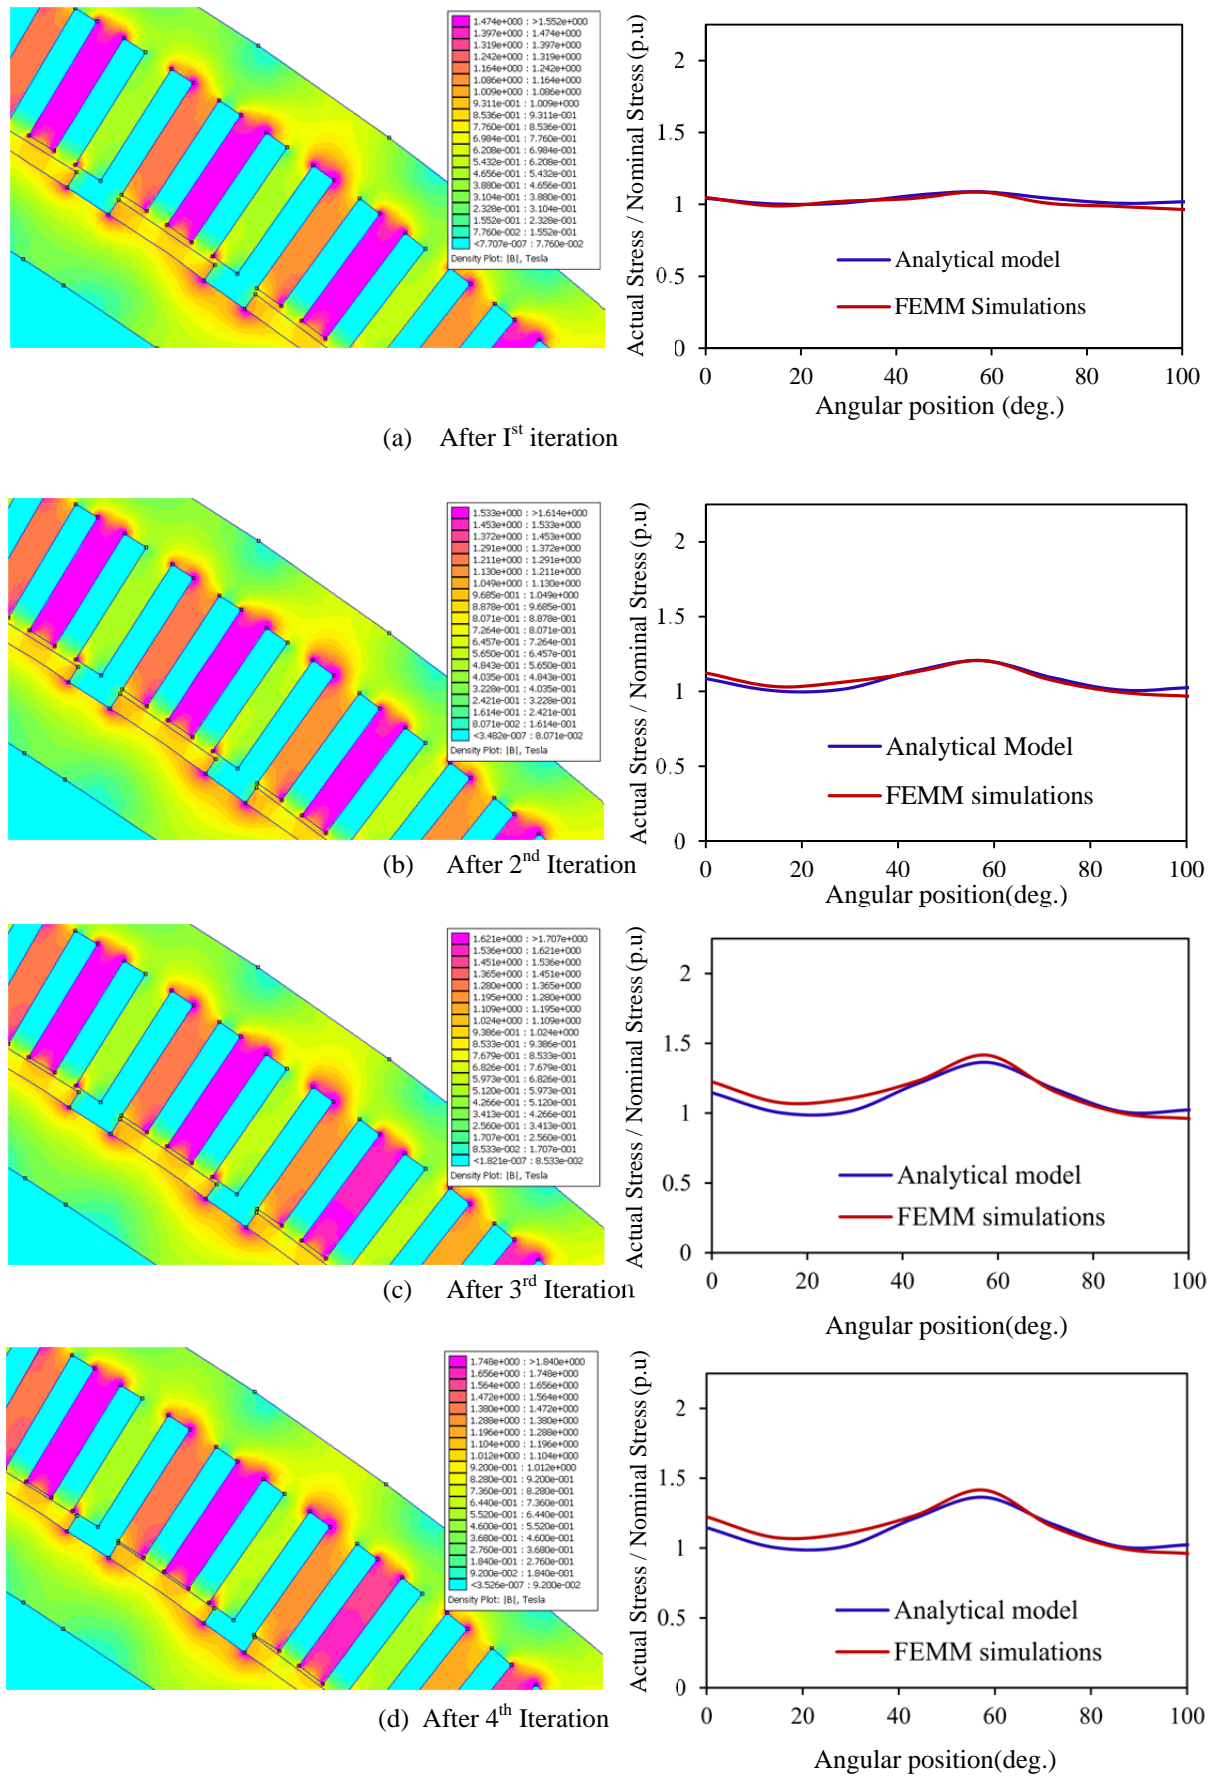 1.474e+000 : >1.552e+000
1.397e+000 : 1.474e+000
1.319e+000 : 1.397e+000
1.242e+000 : 1.319e+000
1.164e+000 : 1.242e+000
1.086e+000 : 1.164e+000
1.009e+000 : 1.086e+000
9.311e-001 : 1.009e+000
8.536e-001 : 9.311e-001
7.760e-001 : 8.536e-001
6.984e-001 : 7.760e-001
6.208e-001 : 6.984e-001
5.432e-001 : 6.208e-001
4.656e-001 : 5.432e-001
3.880e-001 : 4.656e-001
3.104e-001 : 3.880e-001
2.328e-001 : 3.104e-001
1.552e-001 : 2.328e-001
7.760e-002 : 1.552e-001
<7.707e-007 : 7.760e-002
Density Plot: |B|, Tesla
Actual Stress / Nominal Stress (p.u)
2
1.5
1
0.5
0
Analytical model
FEMM Simulations
0 20 40 60 80 100
Angular position (deg.)
(a) After Ist iteration
1.533e+000 : >1.614e+000
1.453e+000 : 1.533e+000
1.372e+000 : 1.453e+000
1.291e+000 : 1.372e+000
1.211e+000 : 1.291e+000
1.130e+000 : 1.211e+000
1.049e+000 : 1.130e+000
9.685e-001 : 1.049e+000
8.878e-001 : 9.685e-001
8.071e-001 : 8.878e-001
7.264e-001 : 8.071e-001
6.457e-001 : 7.264e-001
5.650e-001 : 6.457e-001
4.843e-001 : 5.650e-001
4.035e-001 : 4.843e-001
3.228e-001 : 4.035e-001
2.421e-001 : 3.228e-001
1.614e-001 : 2.421e-001
8.071e-002 : 1.614e-001
<3.482e-007 : 8.071e-002
Density Plot: |B|, Tesla
Actual Stress / Nominal Stress (p.u)
2
1.5
1
0.5
0
Analytical Model
FEMM simulations
0 20 40 60 80 100
Angular position(deg.)
(b) After 2nd Iteration
1.621e+000 : >1.707e+000
1.536e+000 : 1.621e+000
1.451e+000 : 1.536e+000
1.365e+000 : 1.451e+000
1.280e+000 : 1.365e+000
1.195e+000 : 1.280e+000
1.109e+000 : 1.195e+000
1.024e+000 : 1.109e+000
9.386e-001 : 1.024e+000
8.533e-001 : 9.386e-001
7.679e-001 : 8.533e-001
6.826e-001 : 7.679e-001
5.973e-001 : 6.826e-001
5.120e-001 : 5.973e-001
4.266e-001 : 5.120e-001
3.413e-001 : 4.266e-001
2.560e-001 : 3.413e-001
1.707e-001 : 2.560e-001
8.533e-002 : 1.707e-001
<1.821e-007 : 8.533e-002
Density Plot: |B|, Tesla
Actual Stress / Nominal Stress (p.u)
2
1.5
1
0.5
0
Analytical model
FEMM simulations
0 20 40 60 80 100
Angular position(deg.)
(c) After 3rd Iteration
1.748e+000 : >1.840e+000
1.656e+000 : 1.748e+000
1.564e+000 : 1.656e+000
1.472e+000 : 1.564e+000
1.380e+000 : 1.472e+000
1.288e+000 : 1.380e+000
1.196e+000 : 1.288e+000
1.104e+000 : 1.196e+000
1.012e+000 : 1.104e+000
9.200e-001 : 1.012e+000
8.280e-001 : 9.200e-001
7.360e-001 : 8.280e-001
6.440e-001 : 7.360e-001
5.520e-001 : 6.440e-001
4.600e-001 : 5.520e-001
3.680e-001 : 4.600e-001
2.760e-001 : 3.680e-001
1.840e-001 : 2.760e-001
9.200e-002 : 1.840e-001
<3.526e-007 : 9.200e-002
Density Plot: |B|, Tesla
Actual Stress / Nominal Stress (p.u)
2
1.5
1
0.5
0
Analytical model
FEMM simulations
0 20 40 60 80 100
Angular position(deg.)
(d) After 4th Iteration